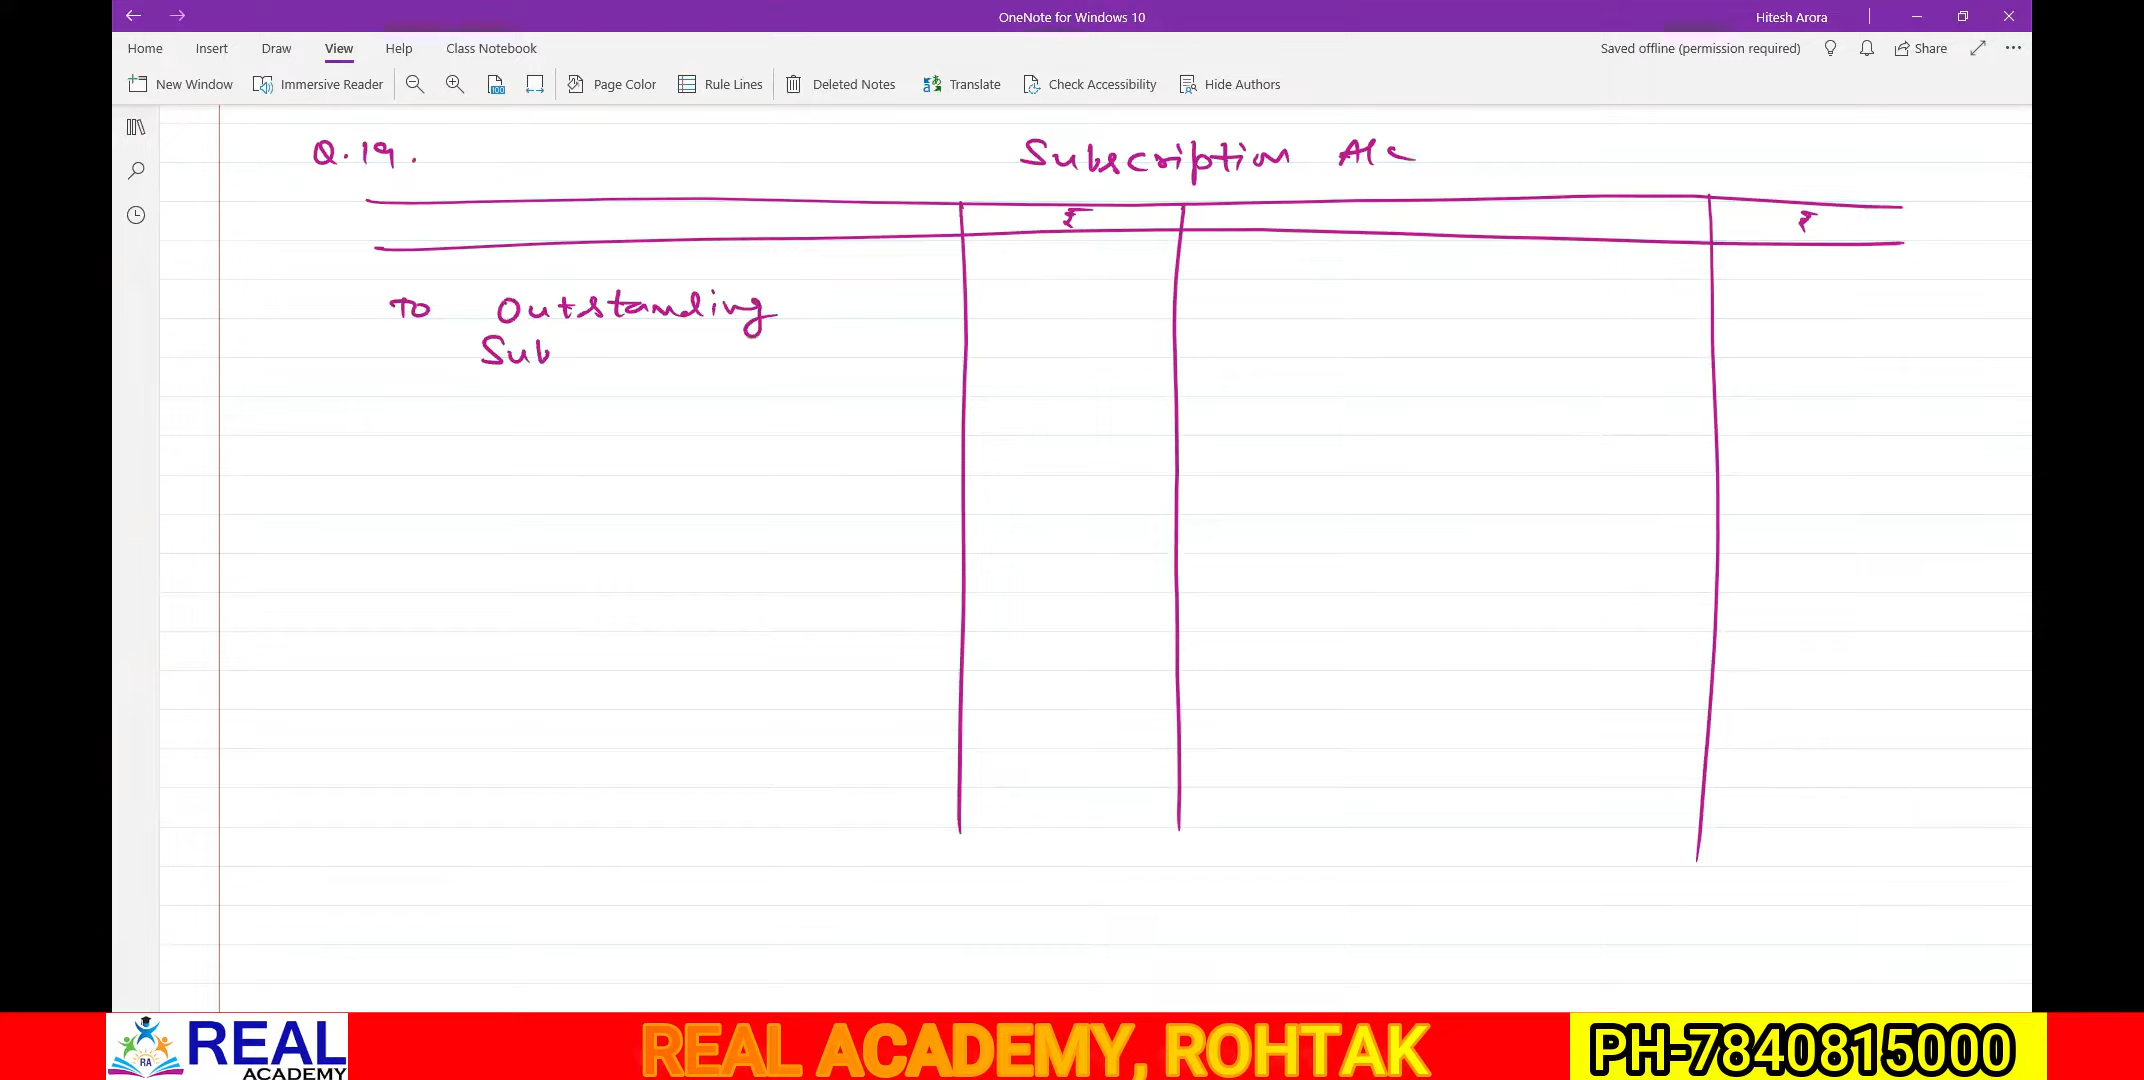 OneNote for Windows 10
Hitesh Arora
Home Insert Draw View Help Class Notebook
Saved offline (permission required) Share
New Window Immersive Reader 100 Page Color Rule Lines Deleted Notes Translate Check Accessibility Hide Authors
Q.19. Subscription A/c
₹ ₹
To Outstanding
Sub
RA
REAL
ACADEMY
REAL ACADEMY, ROHTAK
PH-7840815000